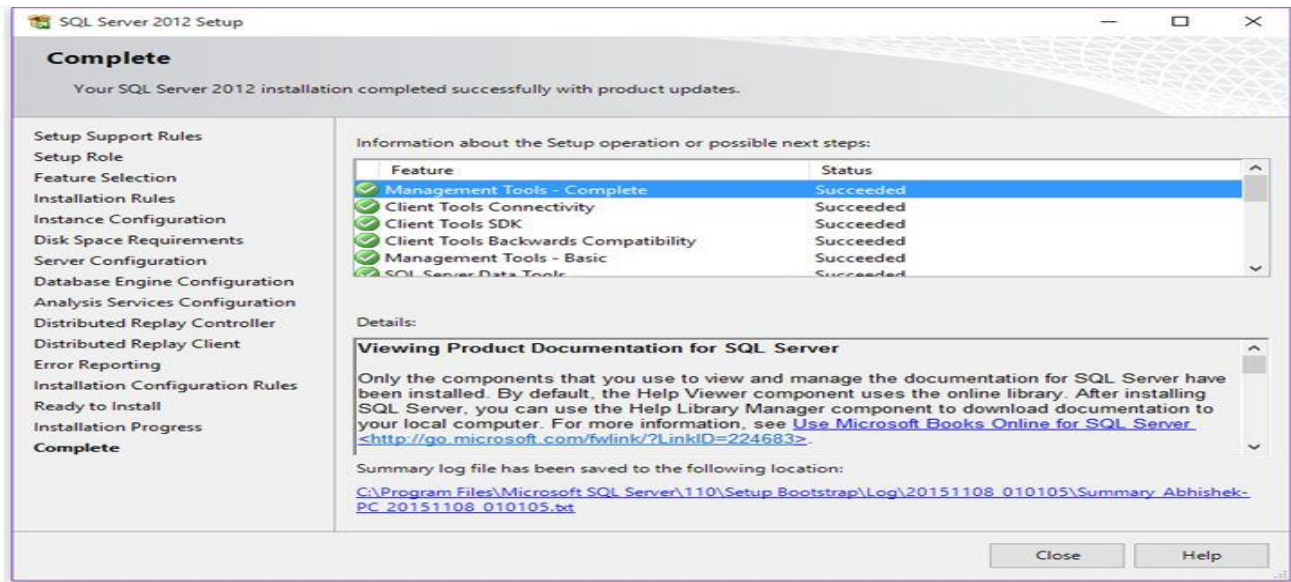 SQL Server 2012 Setup
Complete
Your SQL Server 2012 installation completed successfully with product updates.
Setup Support Rules
Setup Role
Feature Selection
Installation Rules
Instance Configuration
Disk Space Requirements
Server Configuration
Database Engine Configuration
Analysis Services Configuration
Distributed Replay Controller
Distributed Replay Client
Error Reporting
Installation Configuration Rules
Ready to Install
Installation Progress
Complete
Information about the Setup operation or possible next steps:
Feature Status
Management Tools - Complete Succeeded
Client Tools Connectivity Succeeded
Client Tools SDK Succeeded
Client Tools Backwards Compatibility Succeeded
Management Tools - Basic Succeeded
SQL Server Data Tools Succeeded
Details:
Viewing Product Documentation for SQL Server
Only the components that you use to view and manage the documentation for SQL Server have
been installed. By default, the Help Viewer component uses the online library. After installing
SQL Server, you can use the Help Library Manager component to download documentation to
your local computer. For more information, see Use Microsoft Books Online for SQL Server
<http://go.microsoft.com/fwlink/?LinkID=224683>.
Summary log file has been saved to the following location:
C:\Program Files\Microsoft SQL Server\110\Setup Bootstrap\Log\20151108_010105\Summary_Abhishek-
PC_20151108_010105.txt
Close Help